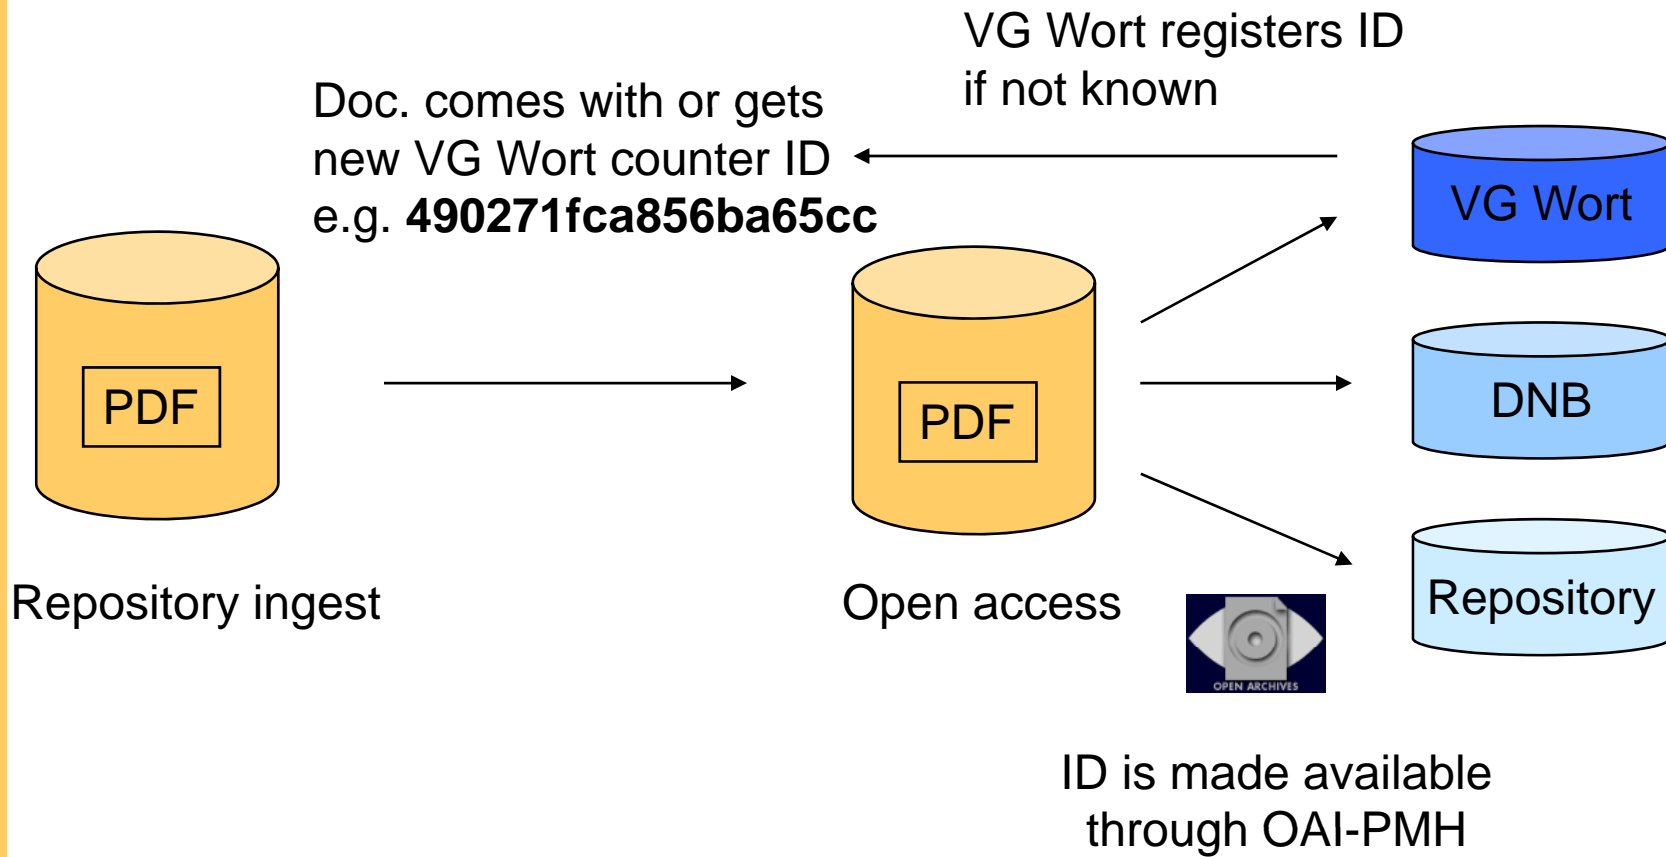 VG Wort registers ID
if not known
Doc. comes with or gets
new VG Wort counter ID
e.g. 490271fca856ba65cc
VG Wort
PDF
PDF
DNB
Repository ingest
Open access
Repository
OPEN ARCHIVES
ID is made available
through OAI-PMH